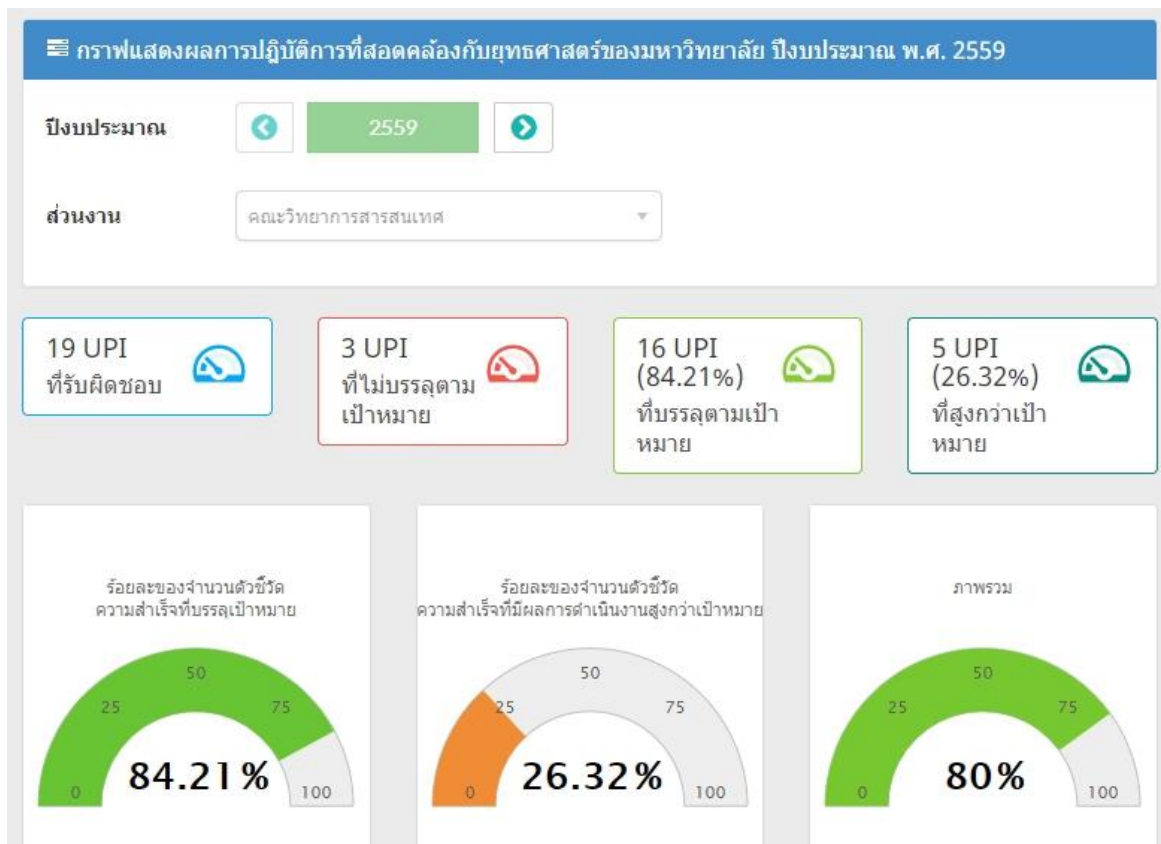 กราฟแสดงผลการปฏิบัติการที่สอดคล้องกับยุทธศาสตร์ของมหาวิทยาลัย ปีงบประมาณ พ.ศ. 2559
ปีงบประมาณ
2559
ส่วนงาน
คณะวิทยาการสารสนเทศ
19 UPI
ที่รับผิดชอบ
3 UPI
ที่ไม่บรรลุตาม
เป้าหมาย
16 UPI
(84.21%)
ที่บรรลุตามเป้า
หมาย
5 UPI
(26.32%)
ที่สูงกว่าเป้า
หมาย
ร้อยละของจำนวนตัวชี้วัด
ความสำเร็จที่บรรลุเป้าหมาย
0
25
50
75
100
84.21%
ร้อยละของจำนวนตัวชี้วัด
ความสำเร็จที่มีผลการดำเนินงานสูงกว่าเป้าหมาย
0
25
50
75
100
26.32%
ภาพรวม
0
25
50
75
100
80%